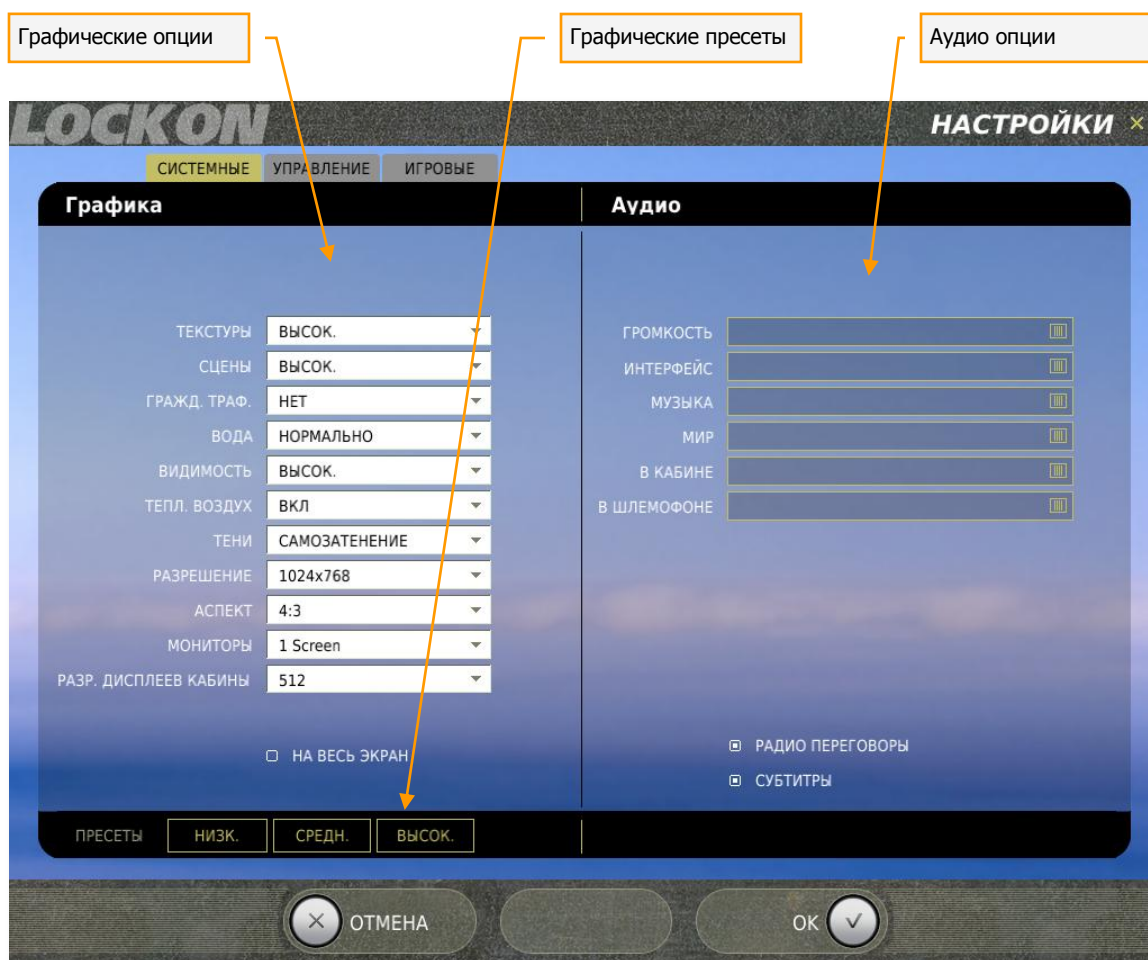 Графические опции
Графические пресеты
Аудио опции
LOCKON
НАСТРОЙКИ
СИСТЕМНЫЕ
УПРАВЛЕНИЕ
ИГРОВЫЕ
Графика
Аудио
ТЕКСТУРЫ ВЫСОК.
СЦЕНЫ ВЫСОК.
ГРАЖД. ТРАФ. НЕТ
ВОДА НОРМАЛЬНО
ВИДИМОСТЬ ВЫСОК.
ТЕПЛ. ВОЗДУХ ВКЛ
ТЕНИ САМОЗАТЕНЕНИЕ
РАЗРЕШЕНИЕ 1024x768
АСПЕКТ 4:3
МОНИТОРЫ 1 Screen
РАЗР. ДИСПЛЕЕВ КАБИНЫ 512
НА ВЕСЬ ЭКРАН
ГРОМКОСТЬ
ИНТЕРФЕЙС
МУЗЫКА
МИР
В КАБИНЕ
В ШЛЕМОФОНЕ
РАДИО ПЕРЕГОВОРЫ
СУБТИТРЫ
ПРЕСЕТЫ НИЗК. СРЕДН. ВЫСОК.
ОТМЕНА
OK